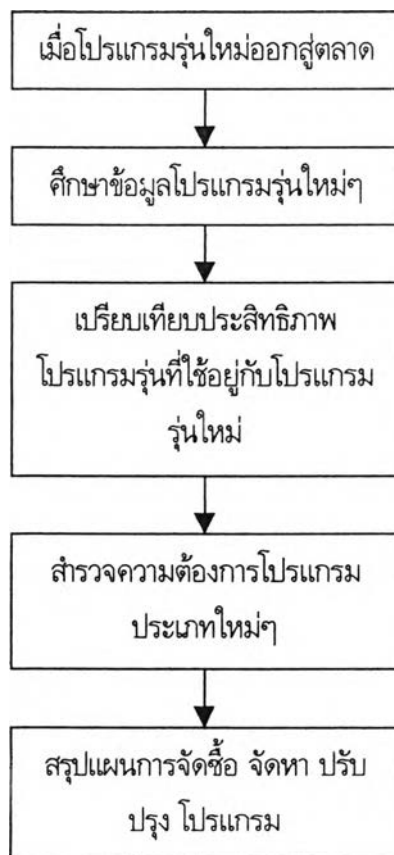 เมื่อโปรแกรมรุ่นใหม่ออกสู่ตลาด
ศึกษาข้อมูลโปรแกรมรุ่นใหม่ๆ
เปรียบเทียบประสิทธิภาพ
โปรแกรมรุ่นที่ใช้อยู่กับโปรแกรม
รุ่นใหม่
สำรวจความต้องการโปรแกรม
ประเภทใหม่ๆ
สรุปแผนการจัดซื้อ จัดหา ปรับ
ปรุง โปรแกรม